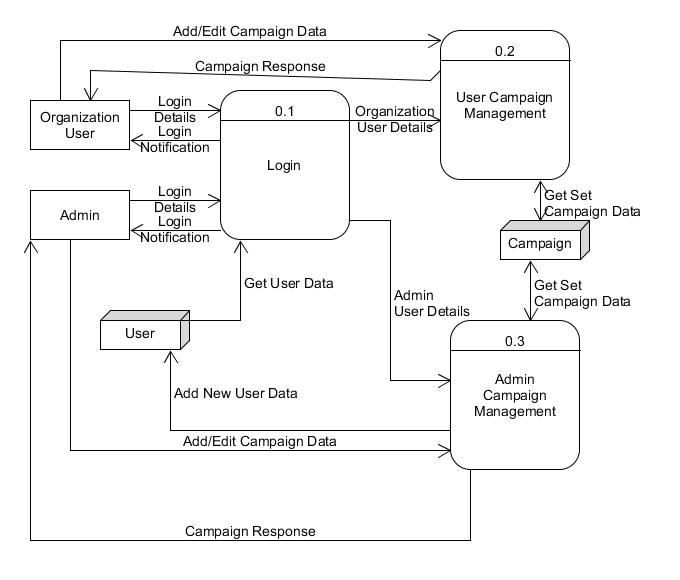 Add/Edit Campaign Data
0.2
Campaign Response
User Campaign
Management
Organization
User
Login
Details
Login
Notification
0.1
Login
Organization
User Details
Admin
Login
Details
Login
Notification
Get Set
Campaign Data
Campaign
Get User Data
Get Set
Campaign Data
Admin
User Details
User
0.3
Admin
Campaign
Management
Add New User Data
Add/Edit Campaign Data
Campaign Response